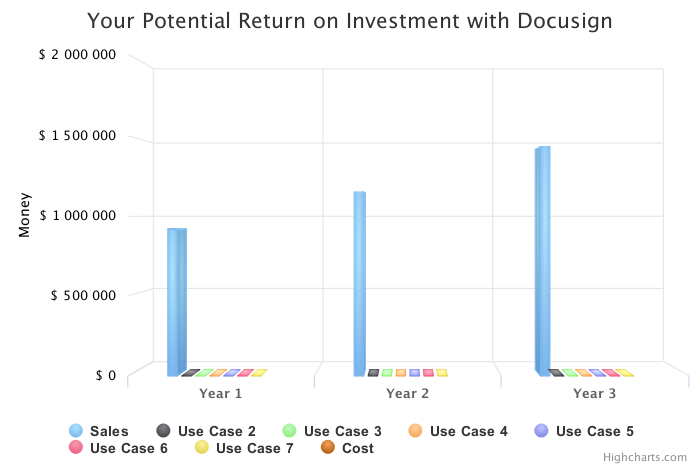 Your Potential Return on Investment with Docusign
$ 2 000 000
$ 1 500 000
$ 1 000 000
$ 500 000
$ 0
Money
Year 1 Year 2 Year 3
Sales Use Case 2 Use Case 3 Use Case 4 Use Case 5
Use Case 6 Use Case 7 Cost
Highcharts.com